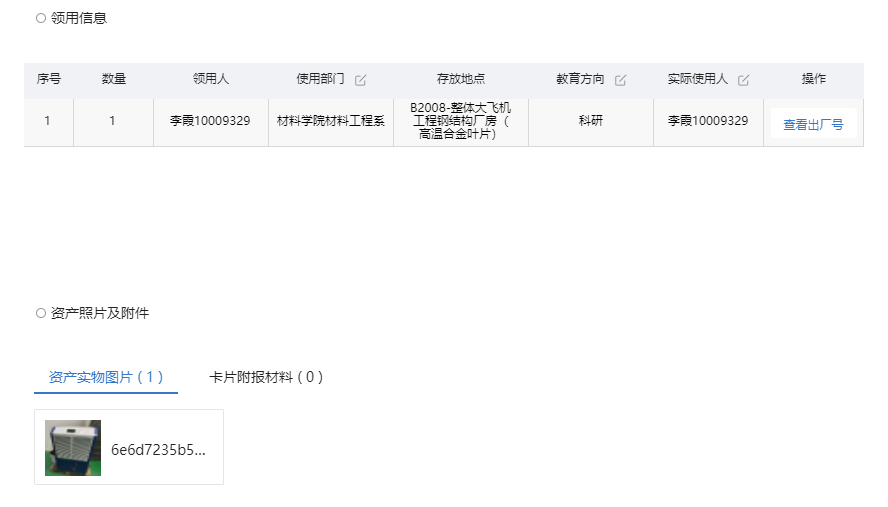 领用信息
序号 数量 领用人 使用部门 存放地点 教育方向 实际使用人 操作
1 1 李霞10009329 材料学院材料工程系 B2008-整体大飞机 科研 李霞10009329 查看出厂号
工程钢结构厂房（
高温合金叶片）
资产照片及附件
资产实物图片 ( 1 ) 卡片附报材料 ( 0 )
6e6d7235b5...